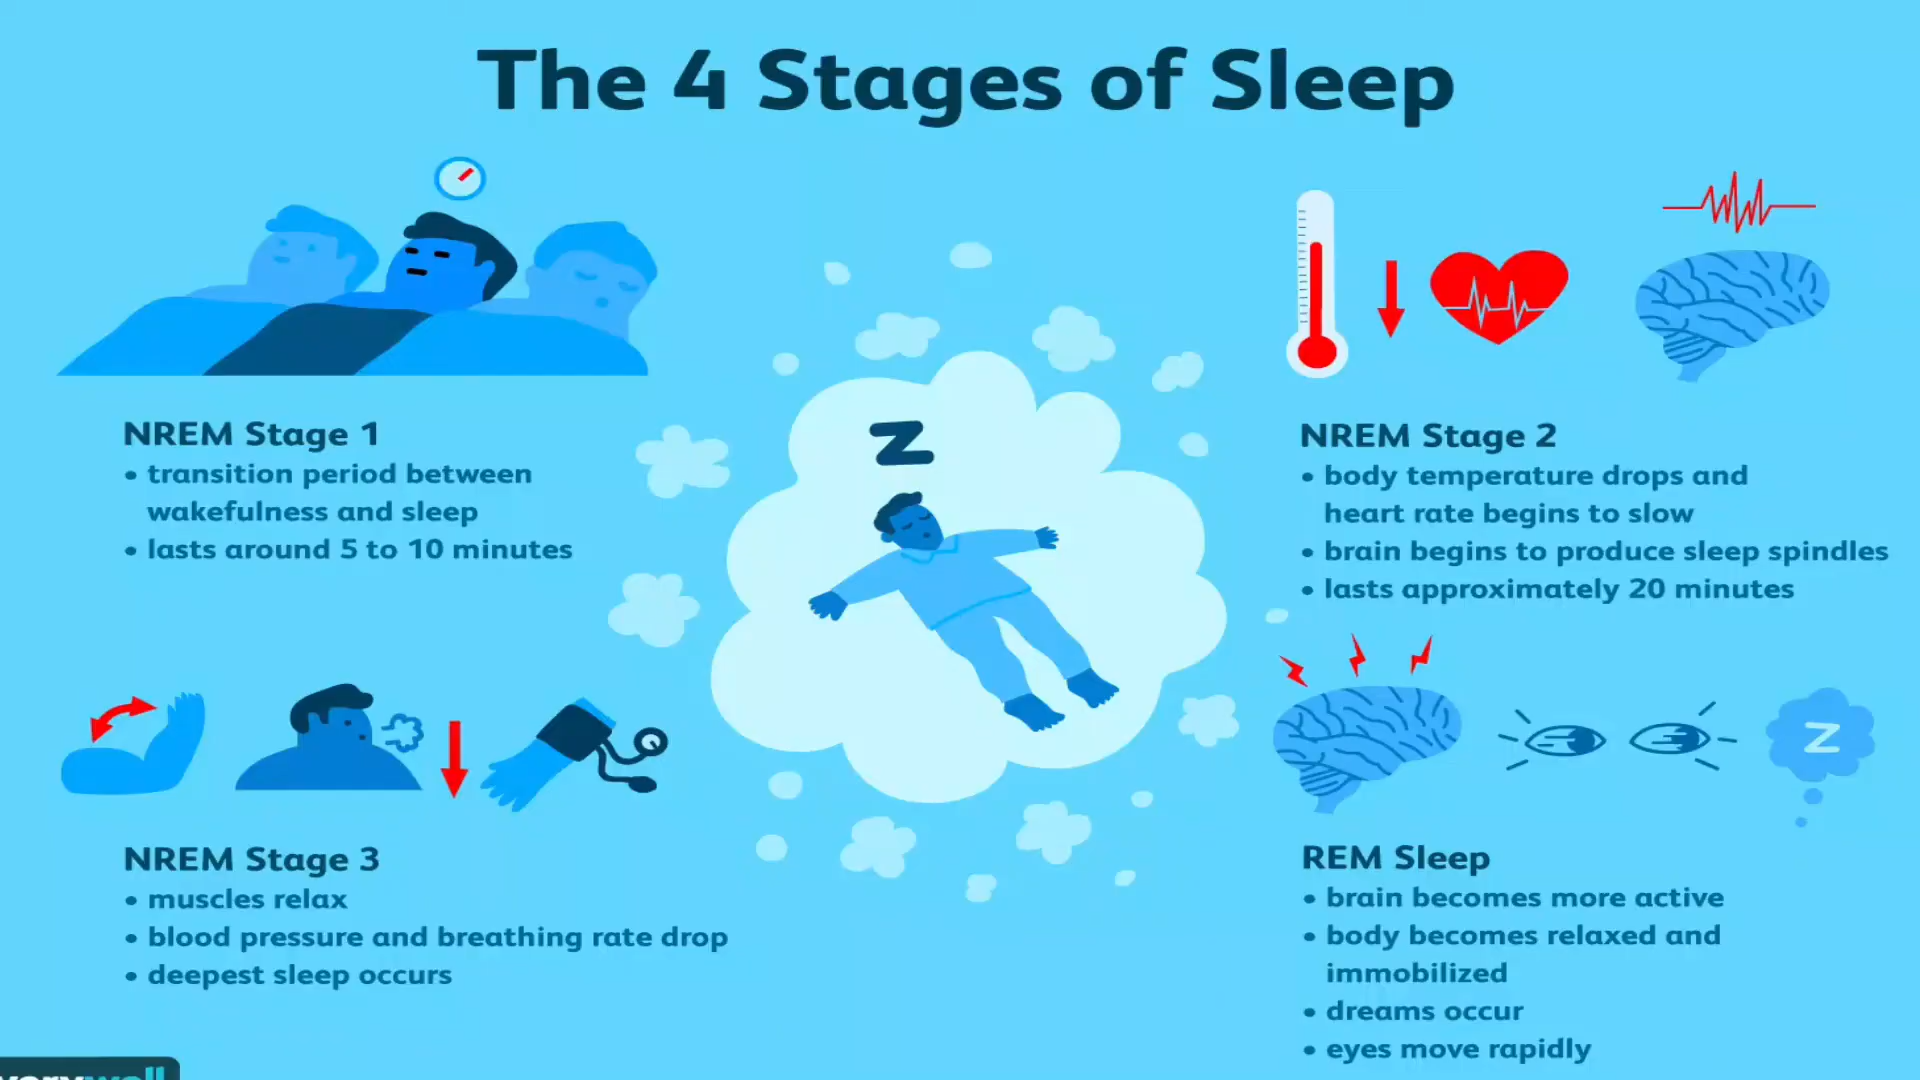 The 4 Stages of Sleep
NREM Stage 1
• transition period between
wakefulness and sleep
• lasts around 5 to 10 minutes
NREM Stage 2
• body temperature drops and
heart rate begins to slow
• brain begins to produce sleep spindles
• lasts approximately 20 minutes
Z
Z
NREM Stage 3
• muscles relax
• blood pressure and breathing rate drop
• deepest sleep occurs
REM Sleep
• brain becomes more active
• body becomes relaxed and
immobilized
• dreams occur
• eyes move rapidly